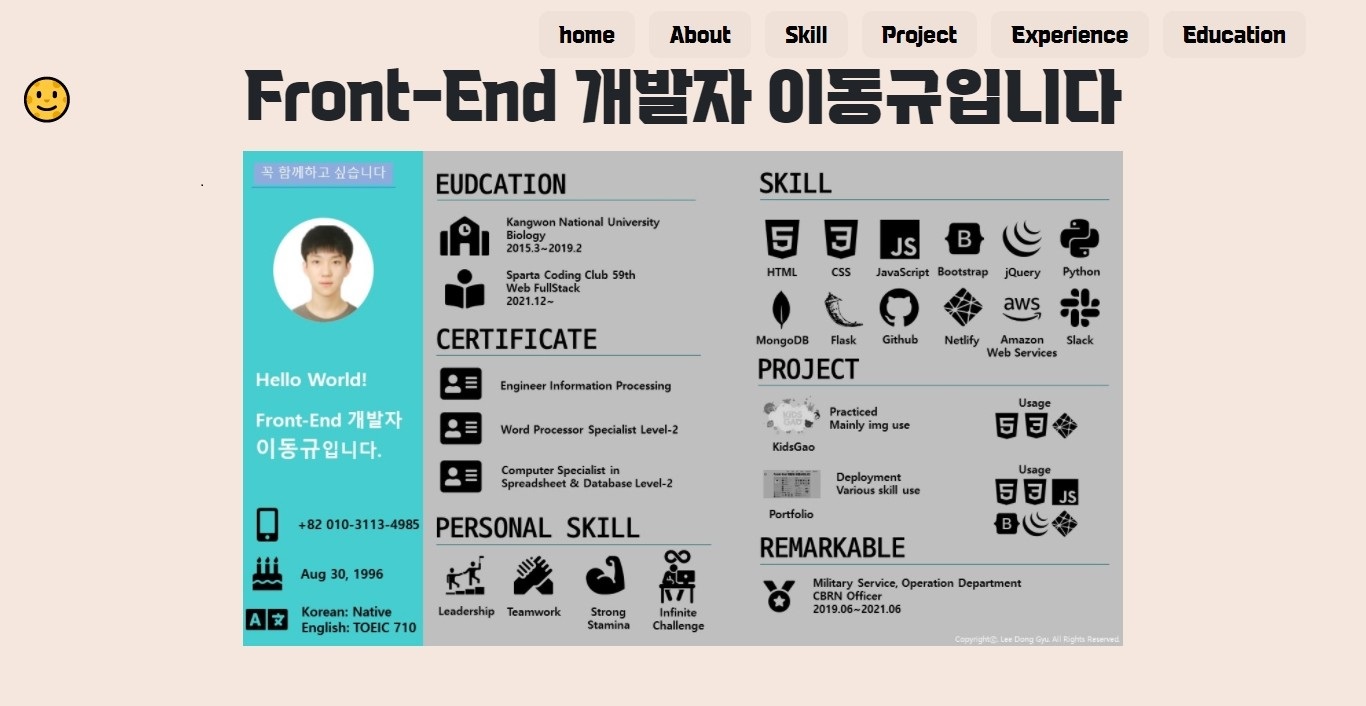 home About Skill Project Experience Education
Front-End 개발자 이동규입니다
꼭 함께하고 싶습니다
Hello World!
Front-End 개발자
이동규입니다.
+82 010-3113-4985
Aug 30, 1996
Korean: Native
English: TOEIC 710
EUDCATION
Kangwon National University
Biology
2015.3~2019.2
Sparta Coding Club 59th
Web FullStack
2021.12~
CERTIFICATE
Engineer Information Processing
Word Processor Specialist Level-2
Computer Specialist in
Spreadsheet & Database Level-2
PERSONAL SKILL
Leadership
Teamwork
Strong
Stamina
Infinite
Challenge
SKILL
JS
B
HTML CSS JavaScript Bootstrap jQuery Python
aws
MongoDB Flask Github Netlify Amazon
Web Services
Slack
PROJECT
KIDS
GAO
Practiced
Mainly img use
KidsGao
Usage
Deployment
Various skill use
Portfolio
Usage
JS
B
REMARKABLE
Military Service, Operation Department
CBRN Officer
2019.06~2021.06
Copyrightⓒ. Lee Dong Gyu. All Rights Reserved.